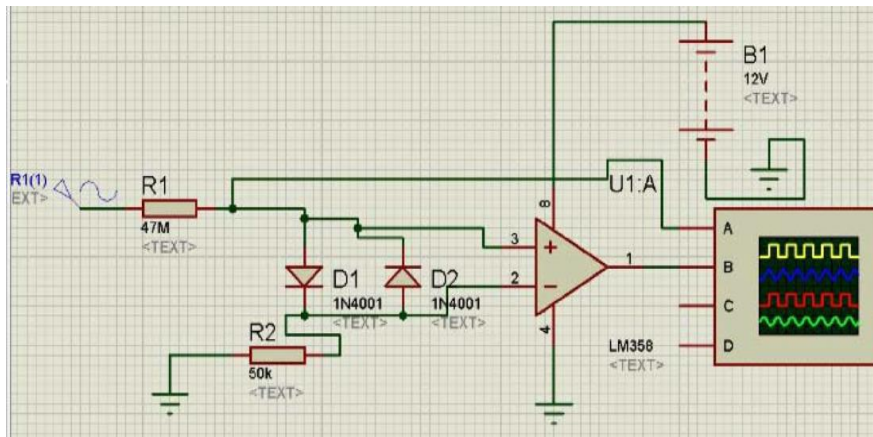 B1
12V
<TEXT>
R1(1)
EXT>
R1
47M
<TEXT>
U1:A
8
3
2
1
4
A
B
C
D
D1
1N4001
<TEXT>
D2
1N4001
<TEXT>
R2
50k
<TEXT>
LM358
<TEXT>